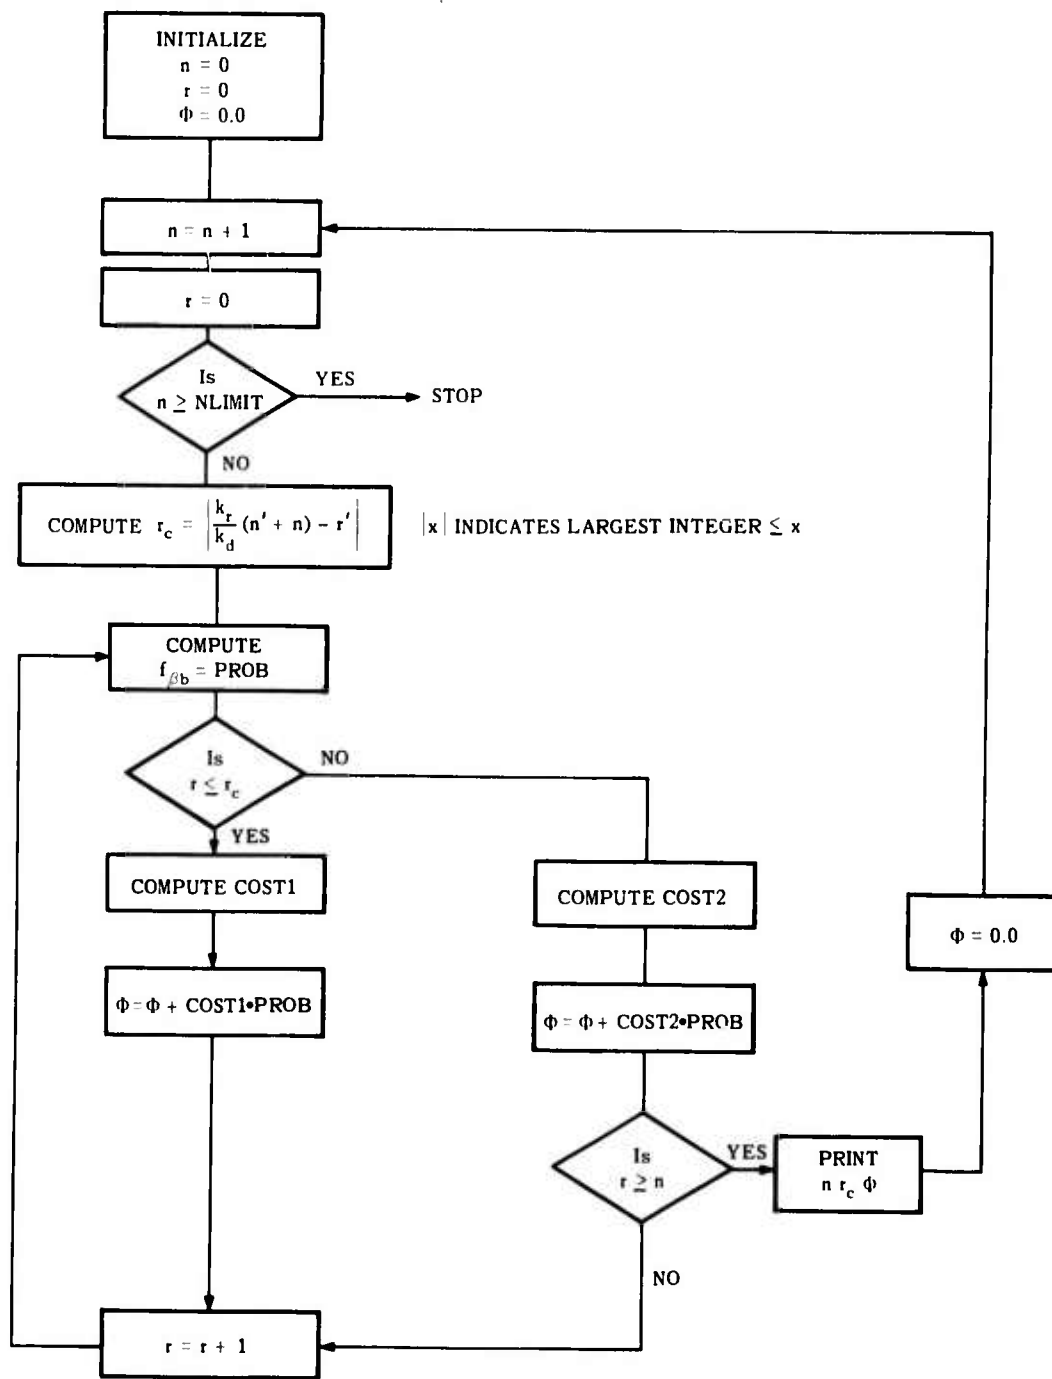 INITIALIZE
n = 0
r = 0
Φ = 0.0
n = n + 1
r = 0
Is
n ≥ NLIMIT
YES
STOP
NO
COMPUTE r_c = |k_r/k_d (n′ + n) − r′|
|x| INDICATES LARGEST INTEGER ≤ x
COMPUTE
f_βb = PROB
Is
r ≤ r_c
NO
YES
COMPUTE COST1
COMPUTE COST2
Φ = 0.0
Φ = Φ + COST1•PROB
Φ = Φ + COST2•PROB
Is
r ≥ n
YES
PRINT
n r_c Φ
NO
r = r + 1